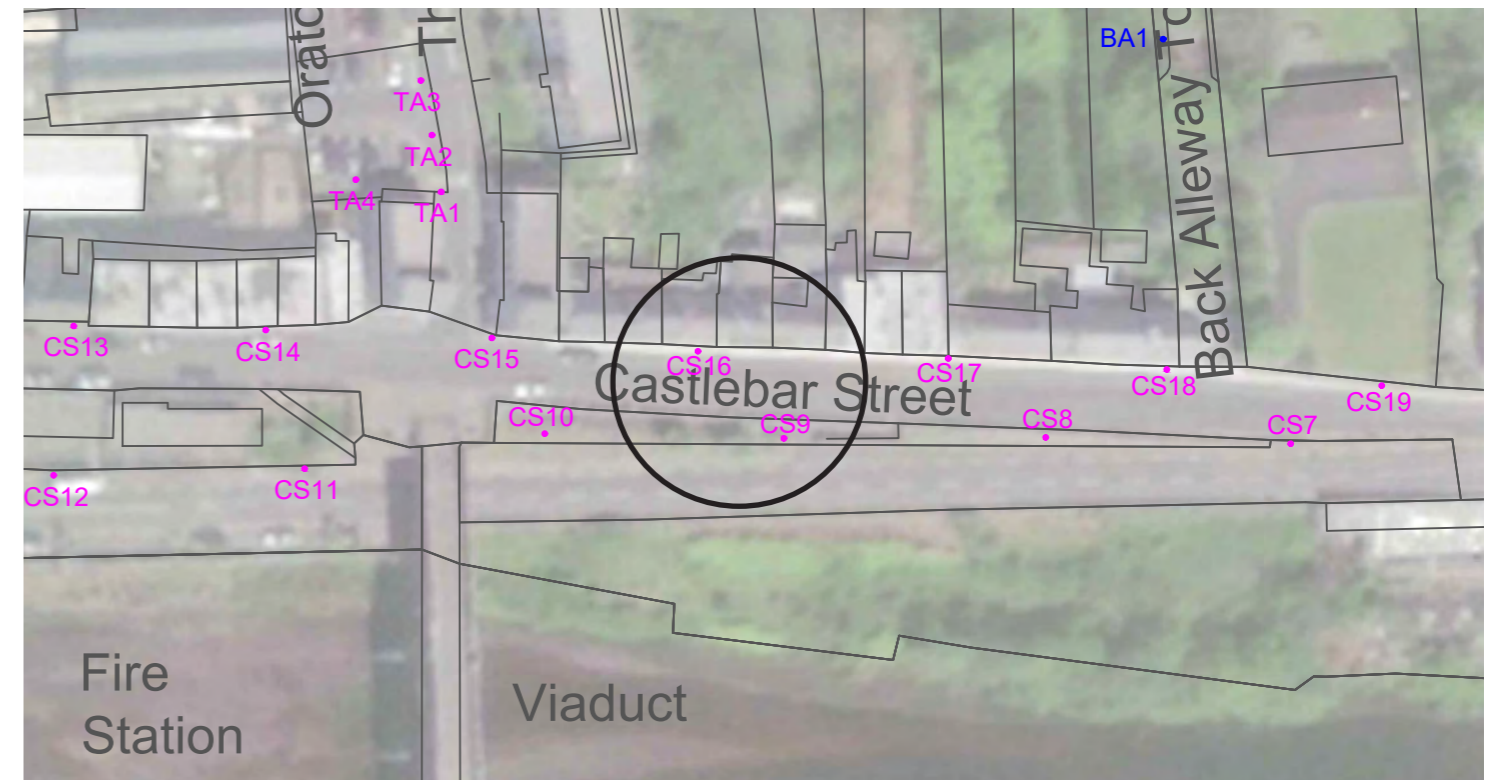 BA1
TA3
TA2
TA4
TA1
Back Alleway
CS13
CS14
CS15
CS16
CS17
CS18
CS19
Castlebar Street
CS10
CS9
CS8
CS7
CS12
CS11
Fire
Station
Viaduct